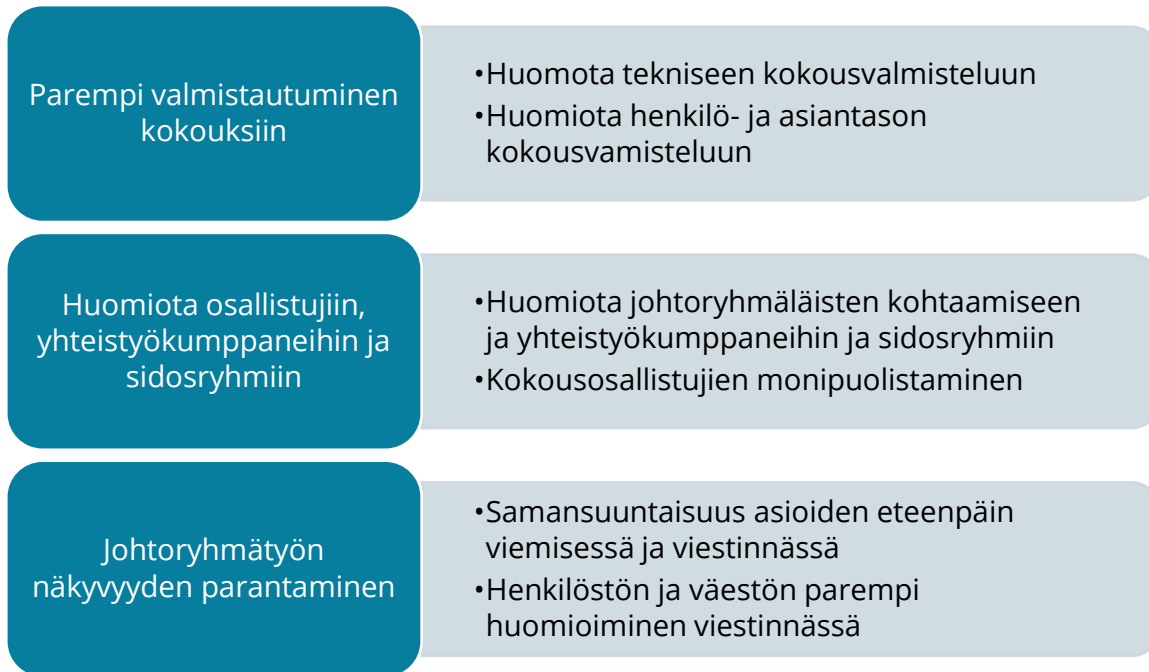 Parempi valmistautuminen
kokouksiin
•Huomota tekniseen kokousvalmisteluun
•Huomiota henkilö- ja asiantason
kokousvamisteluun
Huomiota osallistujiin,
yhteistyökumppaneihin ja
sidosryhmiin
•Huomiota johtoryhmäläisten kohtaamiseen
ja yhteistyökumppaneihin ja sidosryhmiin
•Kokousosallistujien monipuolistaminen
Johtoryhmätyön
näkyvyyden parantaminen
•Samansuuntaisuus asioiden eteenpäin
viemisessä ja viestinnässä
•Henkilöstön ja väestön parempi
huomioiminen viestinnässä